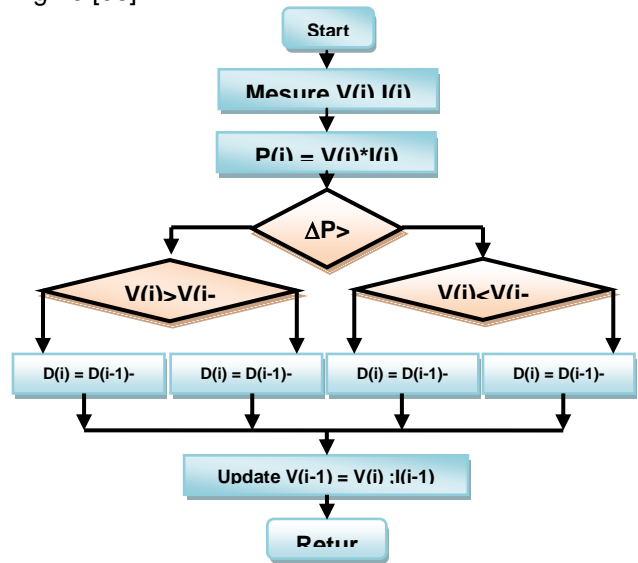 Start
Mesure V(i) I(i)
P(i) = V(i)*I(i)
ΔP>
V(i)>V(i-
V(i)<V(i-
D(i) = D(i-1)-
D(i) = D(i-1)-
D(i) = D(i-1)-
D(i) = D(i-1)-
Update V(i-1) = V(i) ;I(i-1)
Retur